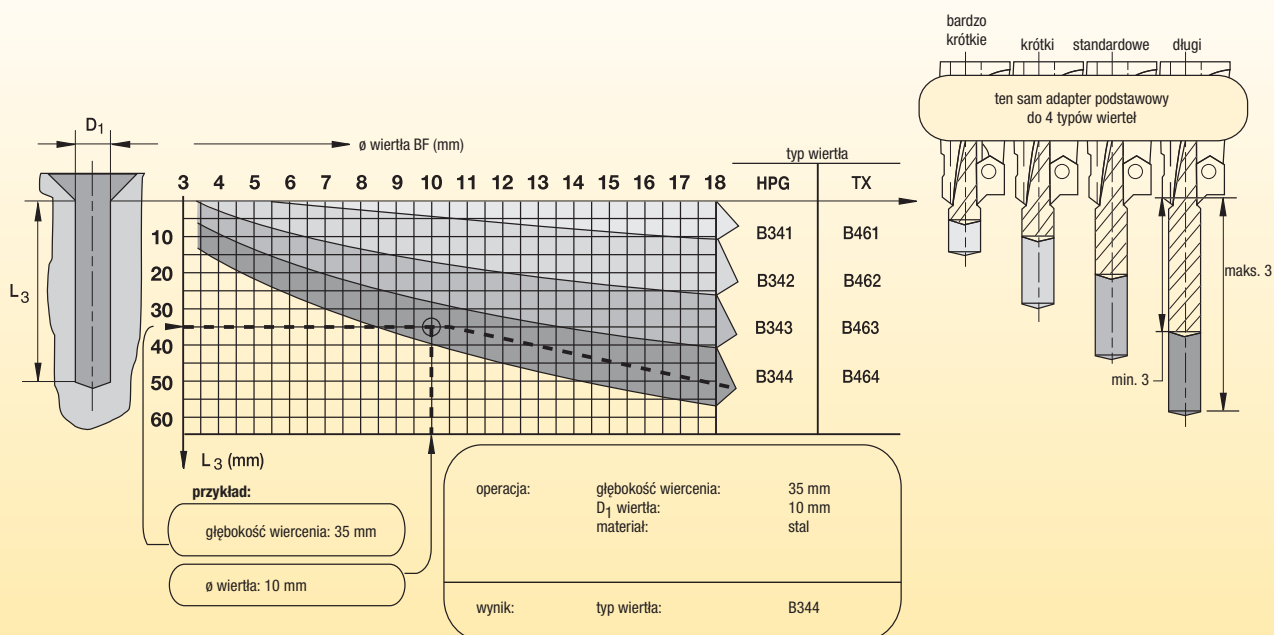 bardzo
krótkie
krótki
standardowe
długi
ten sam adapter podstawowy
do 4 typów wierteł
D1
ø wiertła BF (mm)
typ wiertła
3 4 5 6 7 8 9 10 11 12 13 14 15 16 17 18
HPG
TX
10
20
30
40
50
60
L3
B341
B461
B342
B462
B343
B463
B344
B464
maks. 3
min. 3
L3 (mm)
przykład:
głębokość wiercenia: 35 mm
ø wiertła: 10 mm
operacja: głębokość wiercenia: 35 mm
D1 wiertła: 10 mm
materiał: stal
wynik: typ wiertła: B344